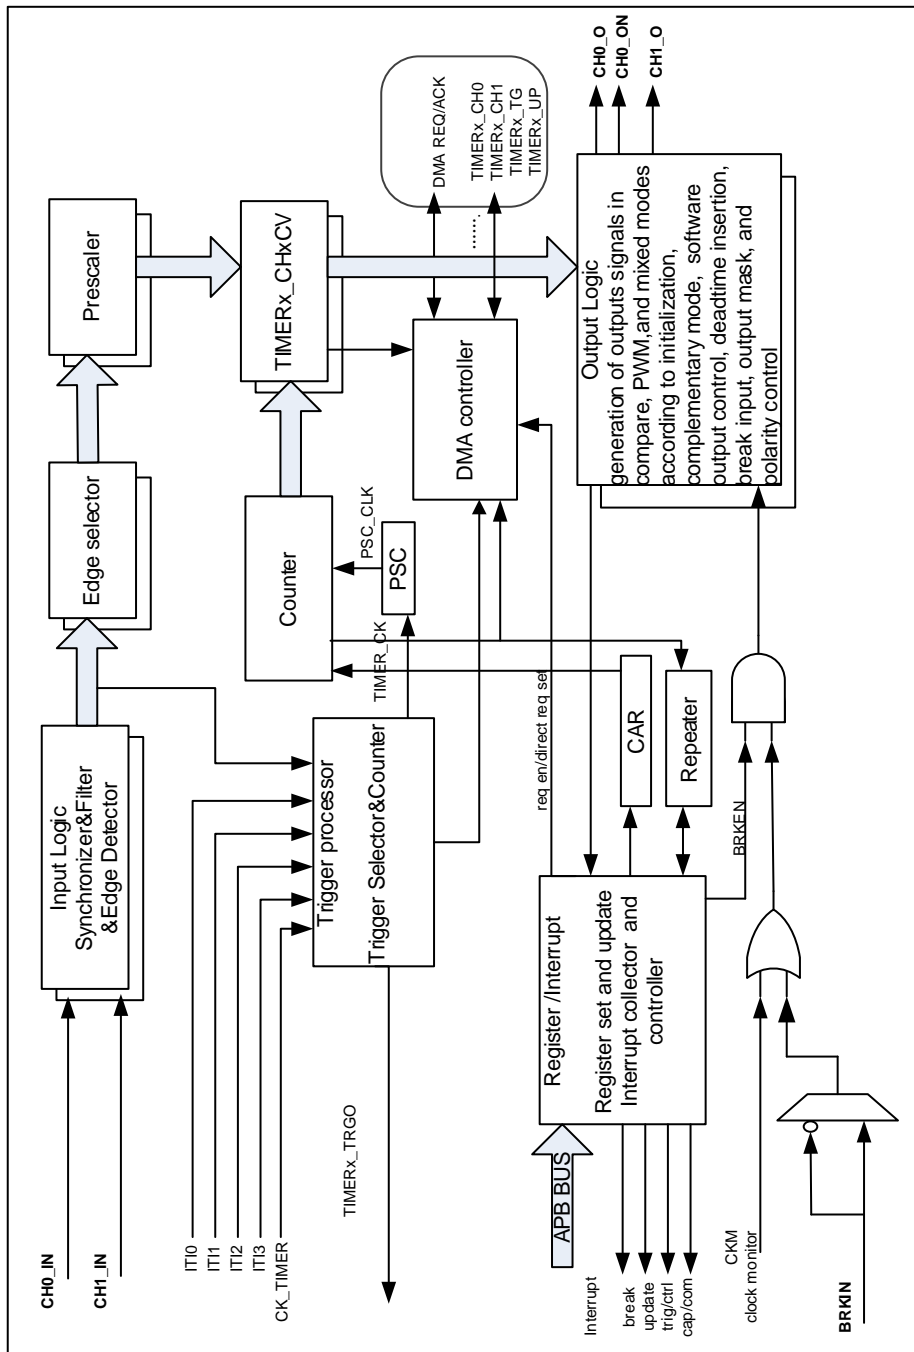 CH0_IN
CH1_IN
Input Logic
Synchronizer&Filter
&Edge Detector
Edge selector
Prescaler
ITI0
ITI1
ITI2
ITI3
CK_TIMER
TIMERx_TRGO
Trigger processor
Trigger Selector&Counter
TIMER_CK
PSC
PSC_CLK
Counter
TIMERx_CHxCV
DMA controller
DMA REQ/ACK
......
TIMERx_CH0
TIMERx_CH1
TIMERx_TG
TIMERx_UP
req en/direct req set
APB BUS
Interrupt
break
update
trig/ctrl
cap/com
Register /Interrupt
Register set and update
Interrupt collector and
controller
CAR
Repeater
BRKEN
CKM
clock monitor
BRKIN
Output Logic
generation of outputs signals in
compare, PWM,and mixed modes
according to initialization,
complementary mode, software
output control, deadtime insertion,
break input, output mask, and
polarity control
CH0_O
CH0_ON
CH1_O